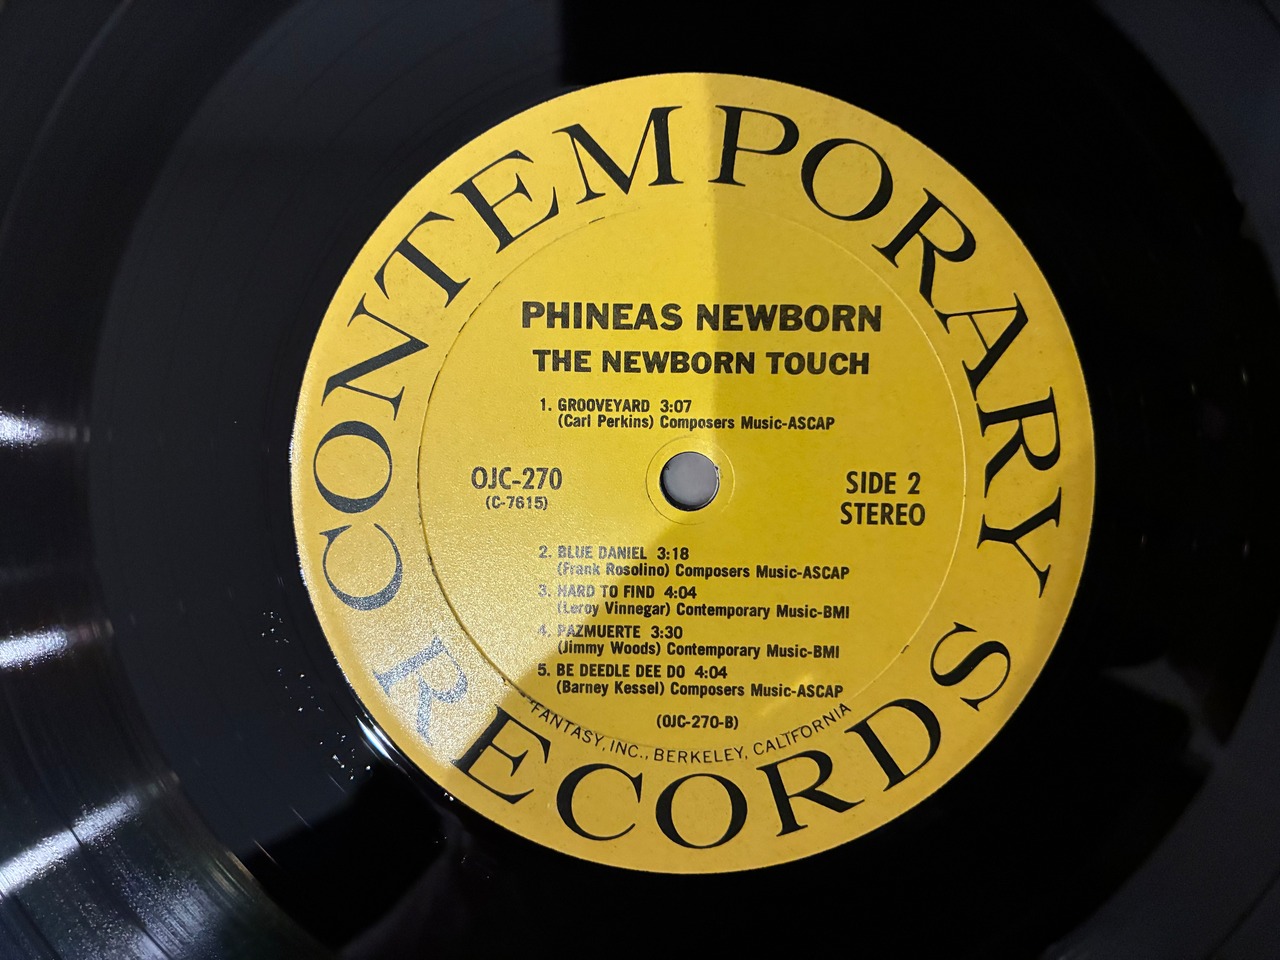 CONTEMPORARY
PHINEAS NEWBORN
THE NEWBORN TOUCH
1. GROOVEYARD 3:07
(Carl Perkins) Composers Music-ASCAP
OJC-270
(C-7615)
SIDE 2
STEREO
2. BLUE DANIEL 3:18
(Frank Rosolino) Composers Music-ASCAP
3. HARD TO FIND 4:04
(Leroy Vinnegar) Contemporary Music-BMI
4. PAZMUERTE 3:30
(Jimmy Woods) Contemporary Music-BMI
5. BE DEEDLE DEE DO 4:04
(Barney Kessel) Composers Music-ASCAP
(OJC-270-B)
FANTASY, INC., BERKELEY, CALIFORNIA
RECORDS